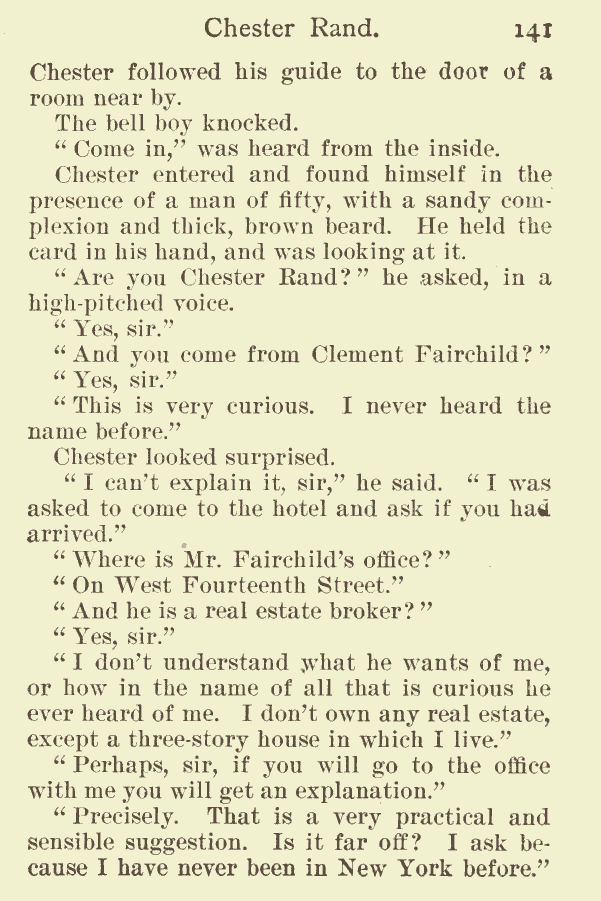 Chester Rand. 141
Chester followed his guide to the door of a
room near by.
The bell boy knocked.
“Come in,” was heard from the inside.
Chester entered and found himself in the
presence of a man of fifty, with a sandy com-
plexion and thick, brown beard. He held the
card in his hand, and was looking at it.
“Are you Chester Rand?” he asked, in a
high-pitched voice.
“Yes, sir.”
“And you come from Clement Fairchild?”
“Yes, sir.”
“This is very curious. I never heard the
name before.”
Chester looked surprised.
“I can’t explain it, sir,” he said. “I was
asked to come to the hotel and ask if you had
arrived.”
“Where is Mr. Fairchild’s office?”
“On West Fourteenth Street.”
“And he is a real estate broker?”
“Yes, sir.”
“I don’t understand what he wants of me,
or how in the name of all that is curious he
ever heard of me. I don’t own any real estate,
except a three-story house in which I live.”
“Perhaps, sir, if you will go to the office
with me you will get an explanation.”
“Precisely. That is a very practical and
sensible suggestion. Is it far off? I ask be-
cause I have never been in New York before.”